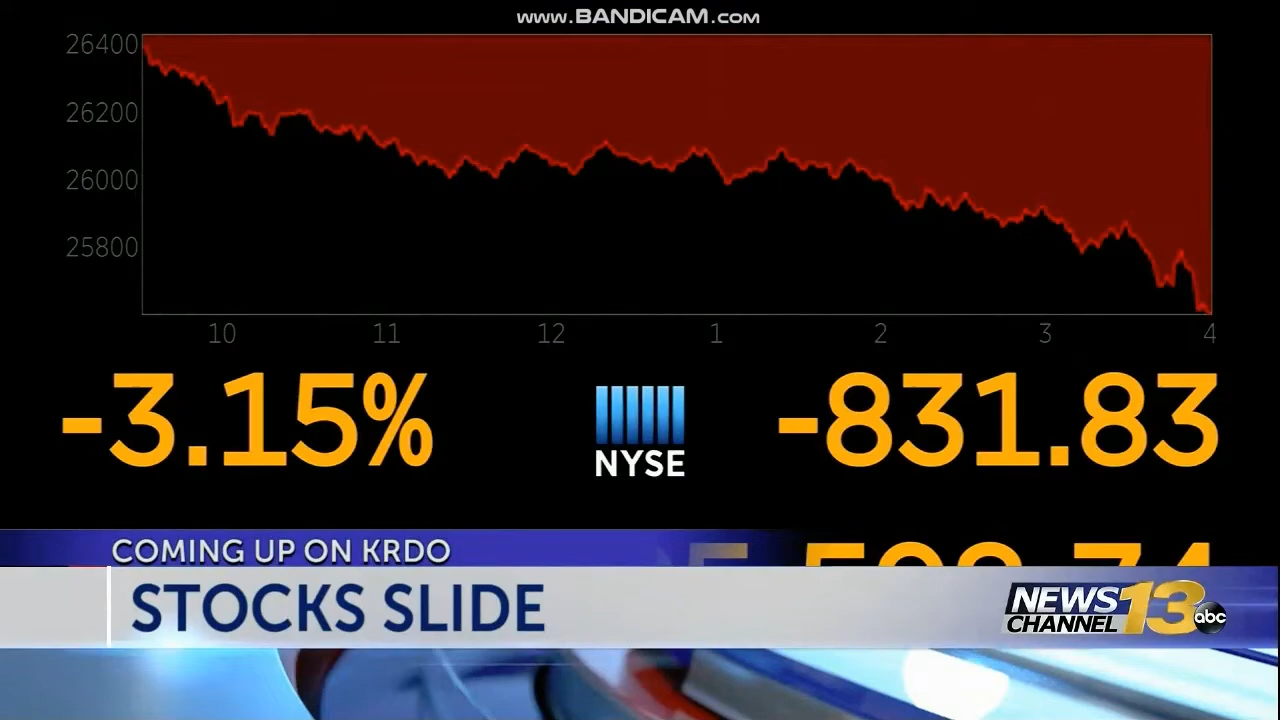 www.BANDICAM.com
26400
26200
26000
25800
10 11 12 1 2 3 4
-3.15%
NYSE
-831.83
COMING UP ON KRDO
STOCKS SLIDE
NEWS
CHANNEL 13
abc